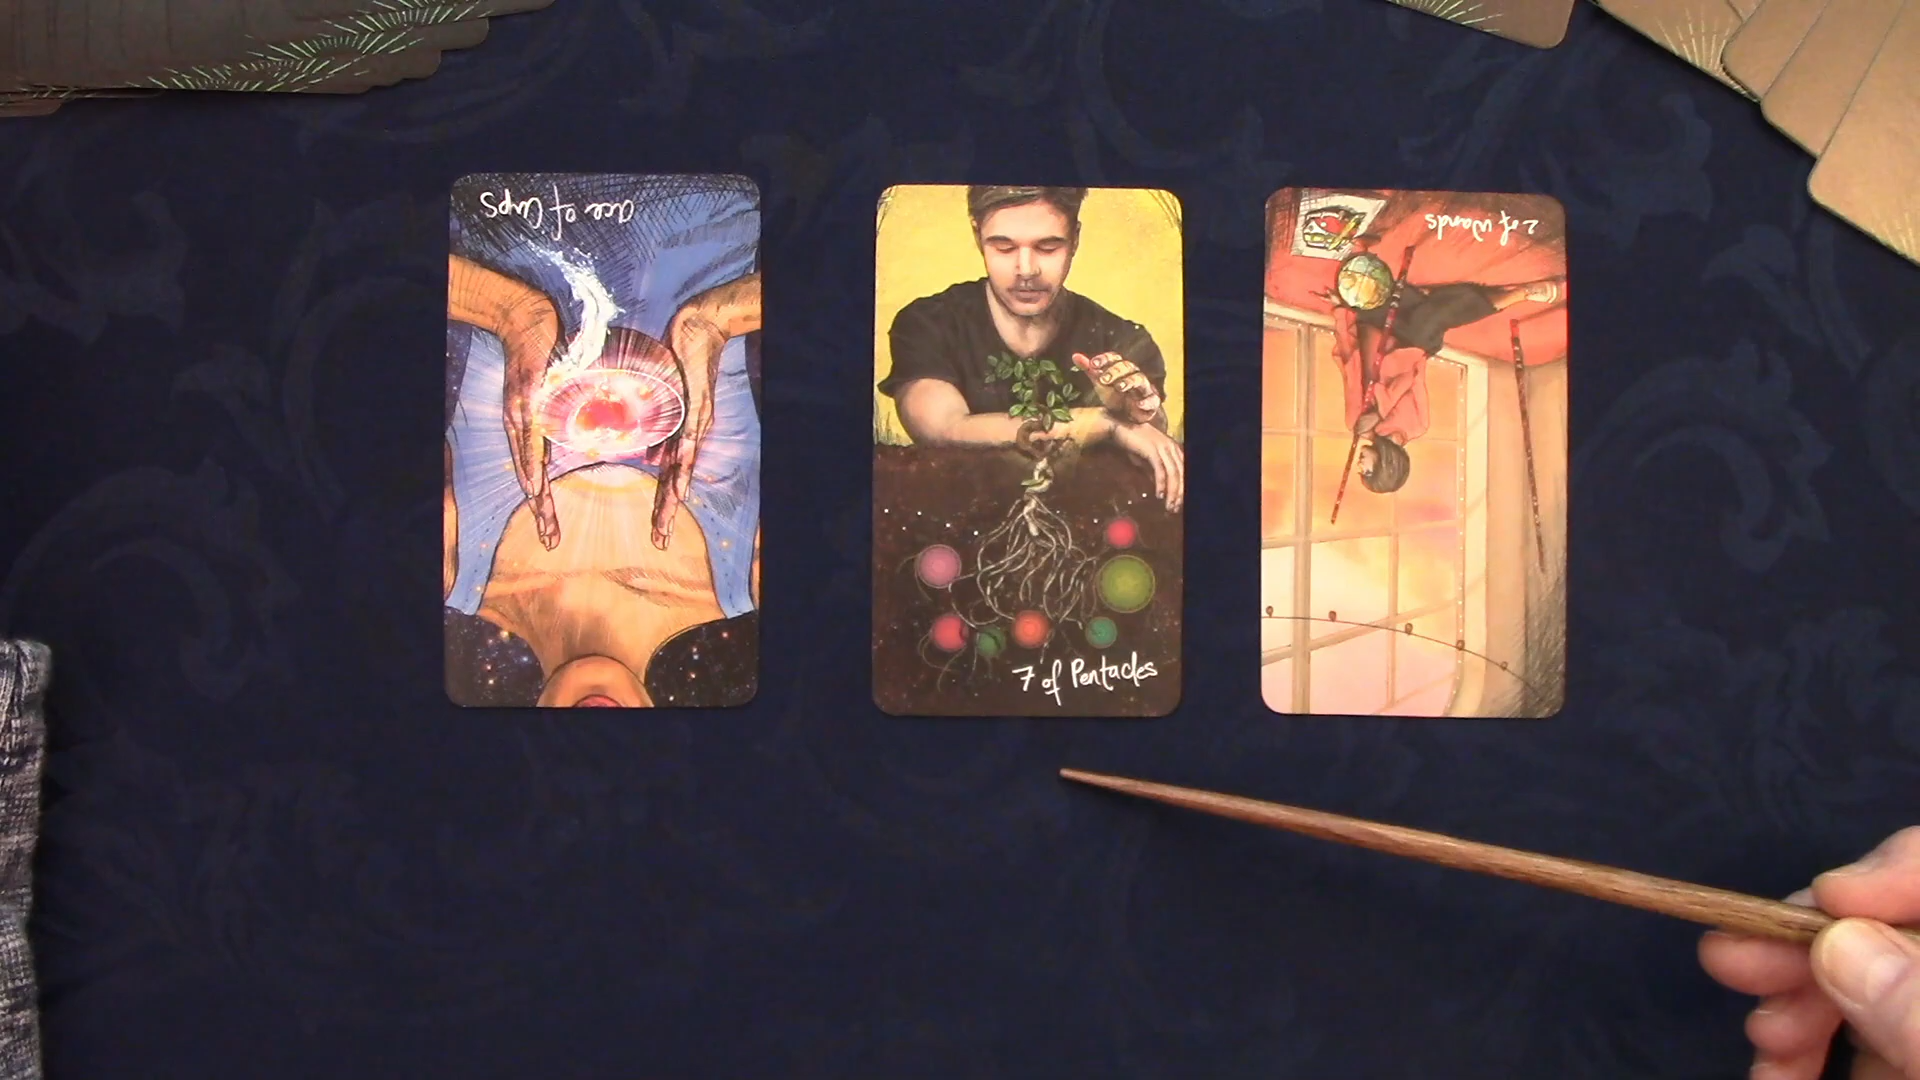 ace of Cups
7 of Pentacles
2 of wands